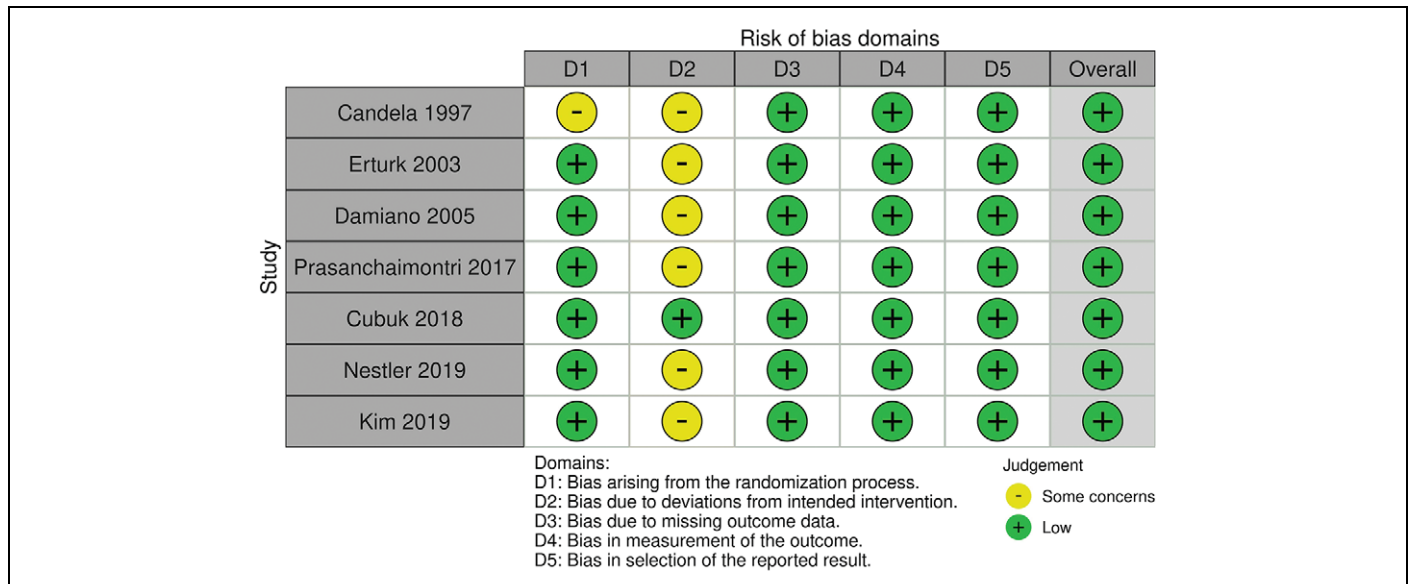 Risk of bias domains
D1 D2 D3 D4 D5 Overall
Study
Candela 1997 - - + + + +
Erturk 2003 + - + + + +
Damiano 2005 + - + + + +
Prasanchaimontri 2017 + - + + + +
Cubuk 2018 + + + + + +
Nestler 2019 + - + + + +
Kim 2019 + - + + + +
Domains:
D1: Bias arising from the randomization process.
D2: Bias due to deviations from intended intervention.
D3: Bias due to missing outcome data.
D4: Bias in measurement of the outcome.
D5: Bias in selection of the reported result.
Judgement
- Some concerns
+ Low